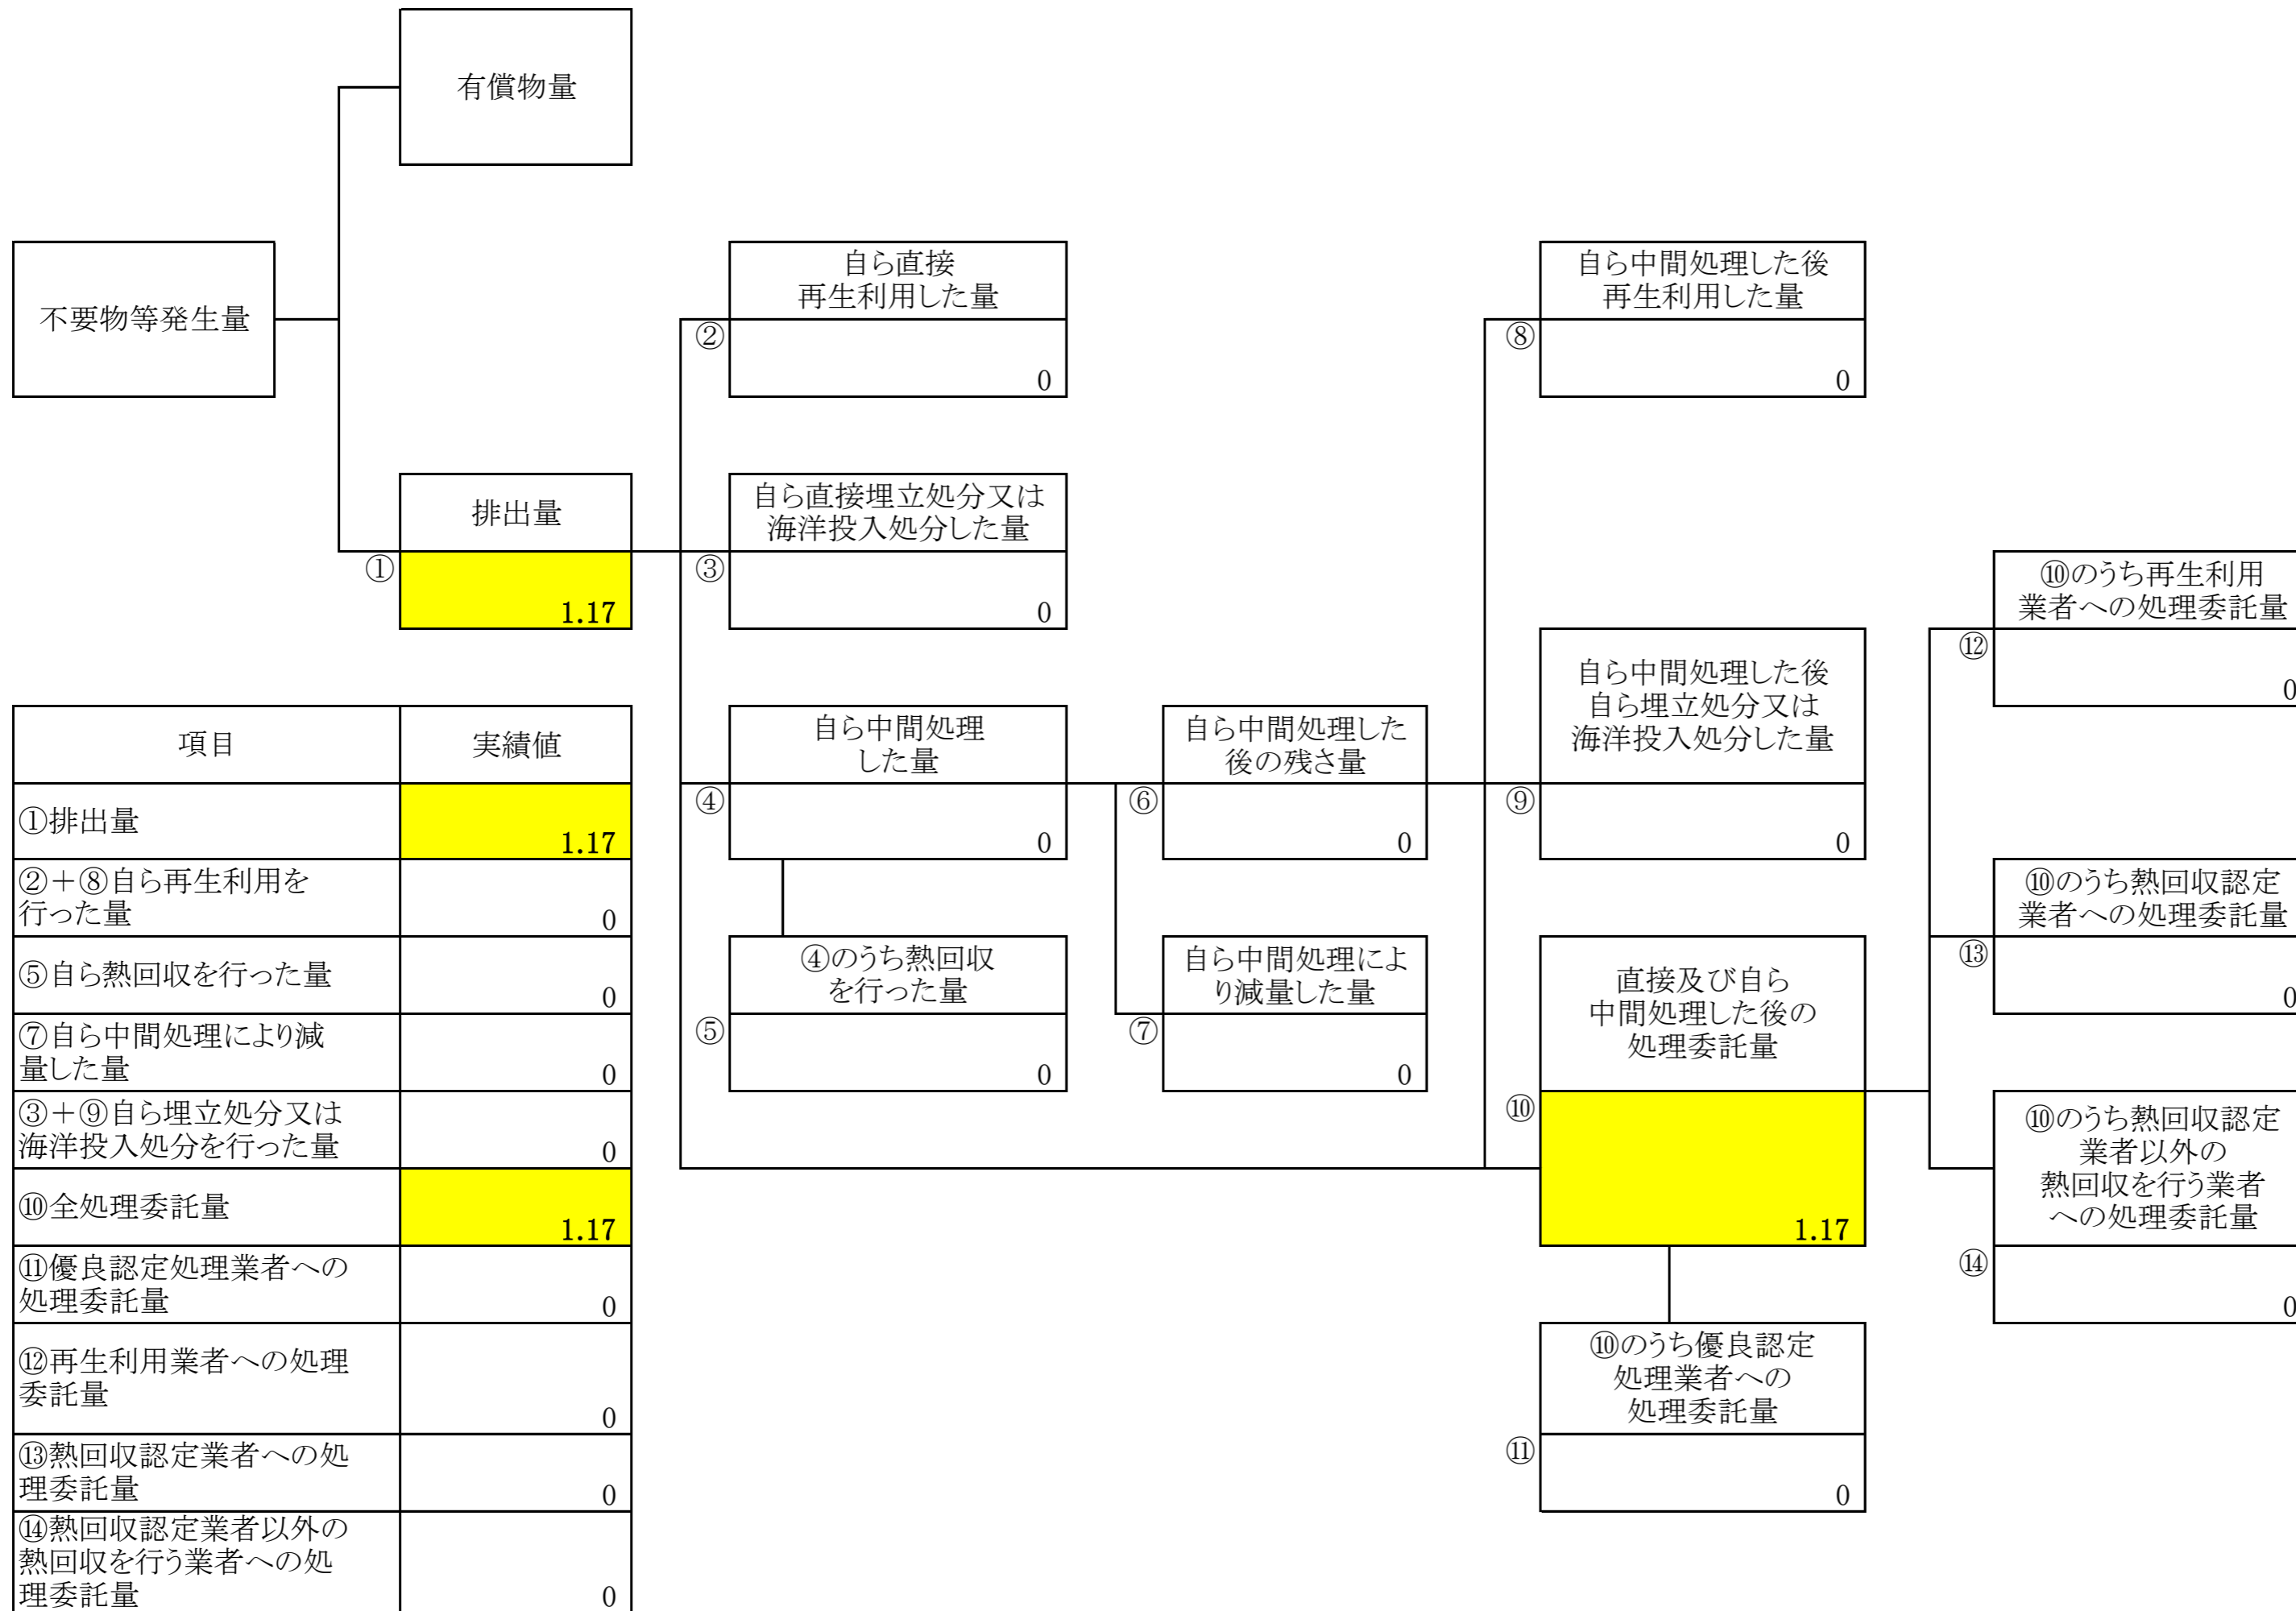 有償物量
不要物等発生量
排出量
①
1.17
自ら直接
再生利用した量
②
0
自ら直接埋立処分又は
海洋投入処分した量
③
0
自ら中間処理
した量
④
0
④のうち熱回収
を行った量
⑤
0
自ら中間処理した
後の残さ量
⑥
0
自ら中間処理によ
り減量した量
⑦
0
自ら中間処理した後
再生利用した量
⑧
0
自ら中間処理した後
自ら埋立処分又は
海洋投入処分した量
⑨
0
直接及び自ら
中間処理した後の
処理委託量
⑩
1.17
⑩のうち優良認定
処理業者への
処理委託量
⑪
0
⑩のうち再生利用
業者への処理委託量
⑫
0
⑩のうち熱回収認定
業者への処理委託量
⑬
0
⑩のうち熱回収認定
業者以外の
熱回収を行う業者
への処理委託量
⑭
0
項目 実績値
①排出量
1.17
②＋⑧自ら再生利用を
行った量
0
⑤自ら熱回収を行った量
0
⑦自ら中間処理により減
量した量
0
③＋⑨自ら埋立処分又は
海洋投入処分を行った量
0
⑩全処理委託量
1.17
⑪優良認定処理業者への
処理委託量
0
⑫再生利用業者への処理
委託量
0
⑬熱回収認定業者への処
理委託量
0
⑭熱回収認定業者以外の
熱回収を行う業者への処
理委託量
0